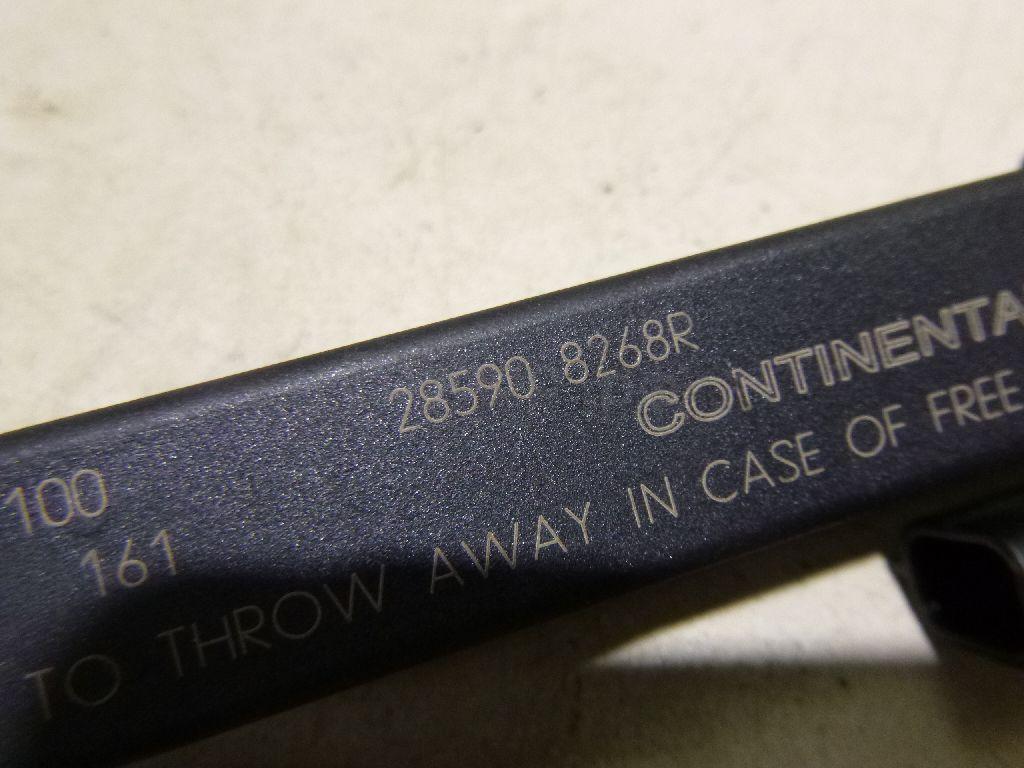 28590 8268R
CONTINENTA
100
161
TO THROW AWAY IN CASE OF FREE